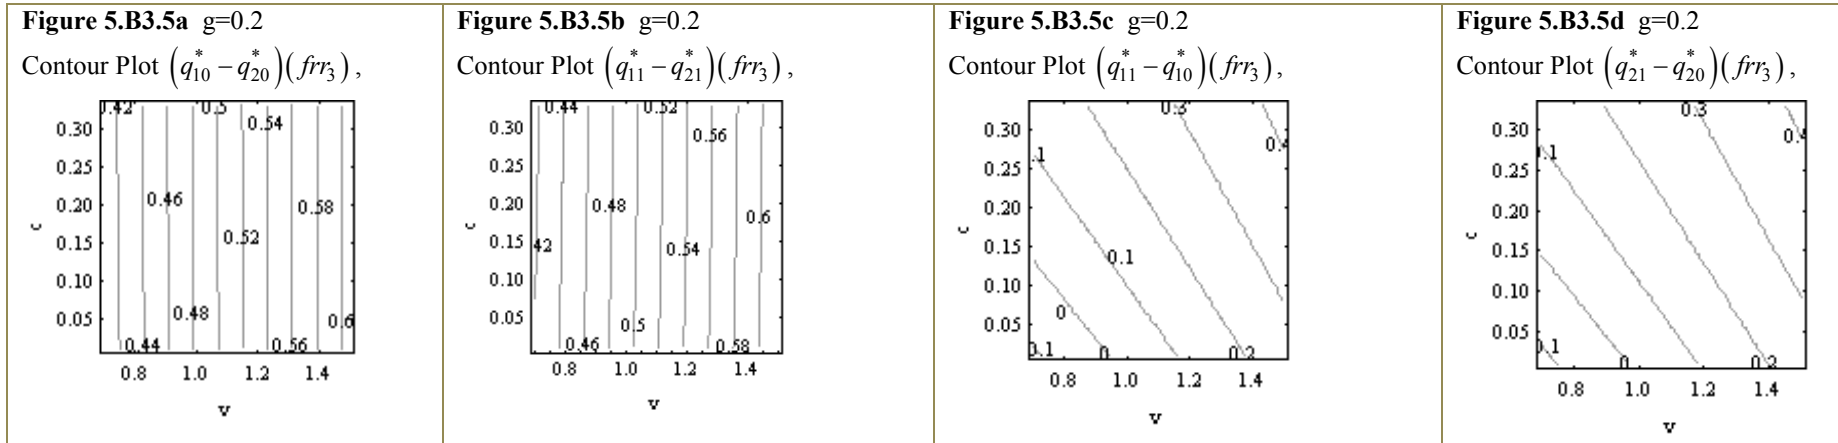 Figure 5.B3.5a g=0.2
Contour Plot (q*10 − q*20)(frr3),
0.42
0.5
0.54
0.30
0.25
0.46
0.20
0.58
c
0.15
0.52
0.10
0.48
0.05
0.6
0.44
0.56
0.8 1.0 1.2 1.4
v
Figure 5.B3.5b g=0.2
Contour Plot (q*11 − q*21)(frr3),
0.44
0.52
0.30
0.56
0.25
0.20
0.48
0.6
c
0.15
42
0.54
0.10
0.05
0.5
0.46
0.58
0.8 1.0 1.2 1.4
v
Figure 5.B3.5c g=0.2
Contour Plot (q*11 − q*10)(frr3),
0.3
0.30
0.4
.1
0.25
0.20
c
0.15
0.1
0.10
0
0.05
0.1
0
0.2
0.8 1.0 1.2 1.4
v
Figure 5.B3.5d g=0.2
Contour Plot (q*21 − q*20)(frr3),
0.3
0.30
0.4
0.1
0.25
0.20
c
0.15
0.10
0.05
0.1
0
0.2
0.8 1.0 1.2 1.4
v